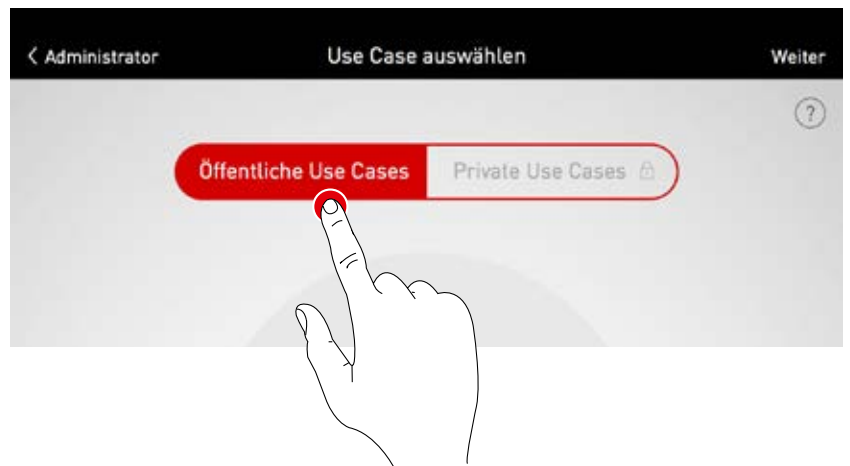 < Administrator Use Case auswählen Weiter
?
Öffentliche Use Cases Private Use Cases